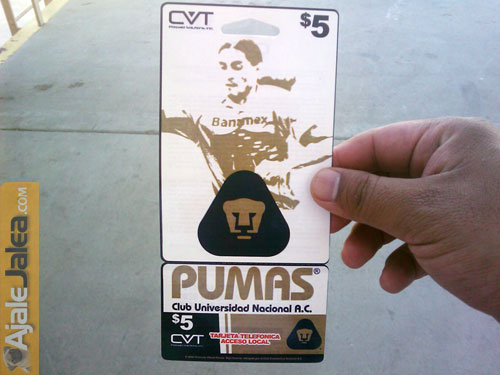 CVT
$5
Banamex
PUMAS®
Club Universidad Nacional A.C.
$5
CVT
TARJETA TELEFONICA
ACCESO LOCAL
AjaleJalea.COM